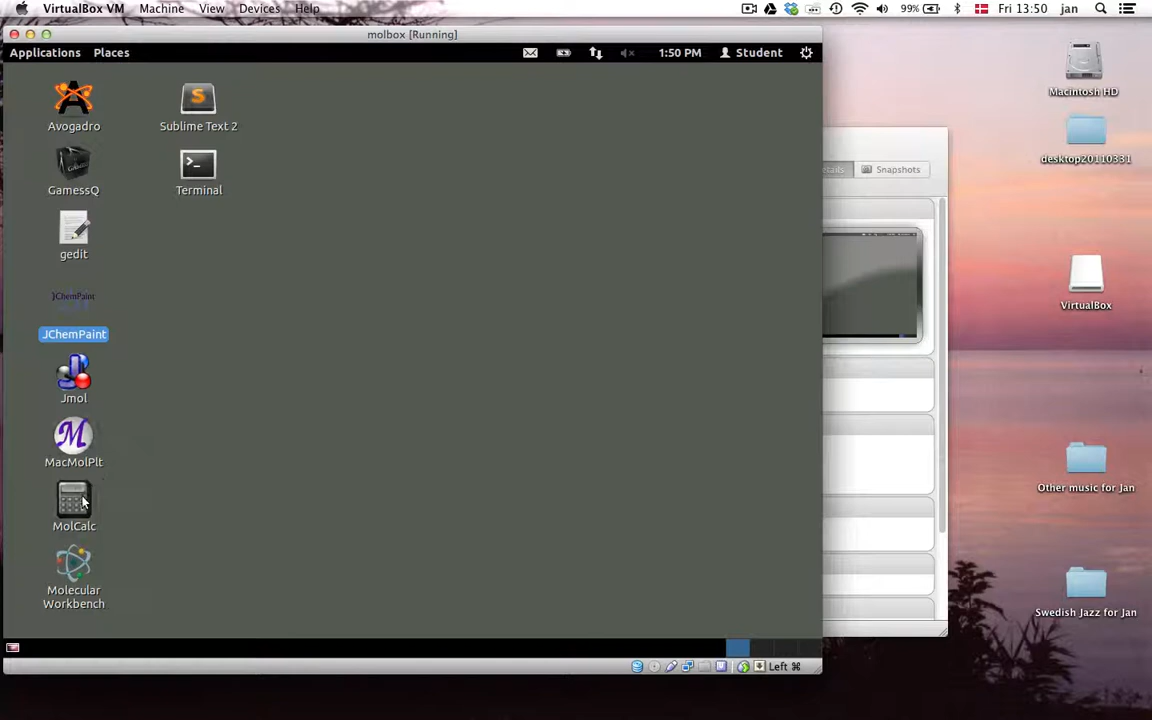 VirtualBox VM Machine View Devices Help 99% Fri 13:50 jan
molbox [Running]
Applications Places 1:50 PM Student
Macintosh HD
Avogadro
S
Sublime Text 2
desktop20110331
Snapshots
GAMESS
GamessQ
>_
Terminal
gedit
JChemPaint
JChemPaint
VirtualBox
Jmol
M
MacMolPlt
Other music for Jan
MolCalc
Molecular
Workbench
Swedish Jazz for Jan
Left ⌘